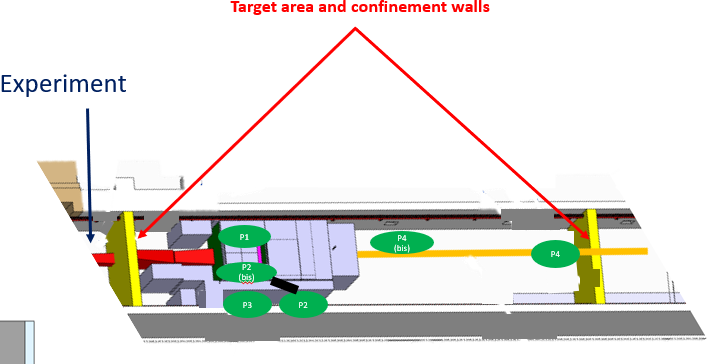 Target area and confinement walls
Experiment
P1
P4
(bis)
P4
P2
(bis)
P3
P2